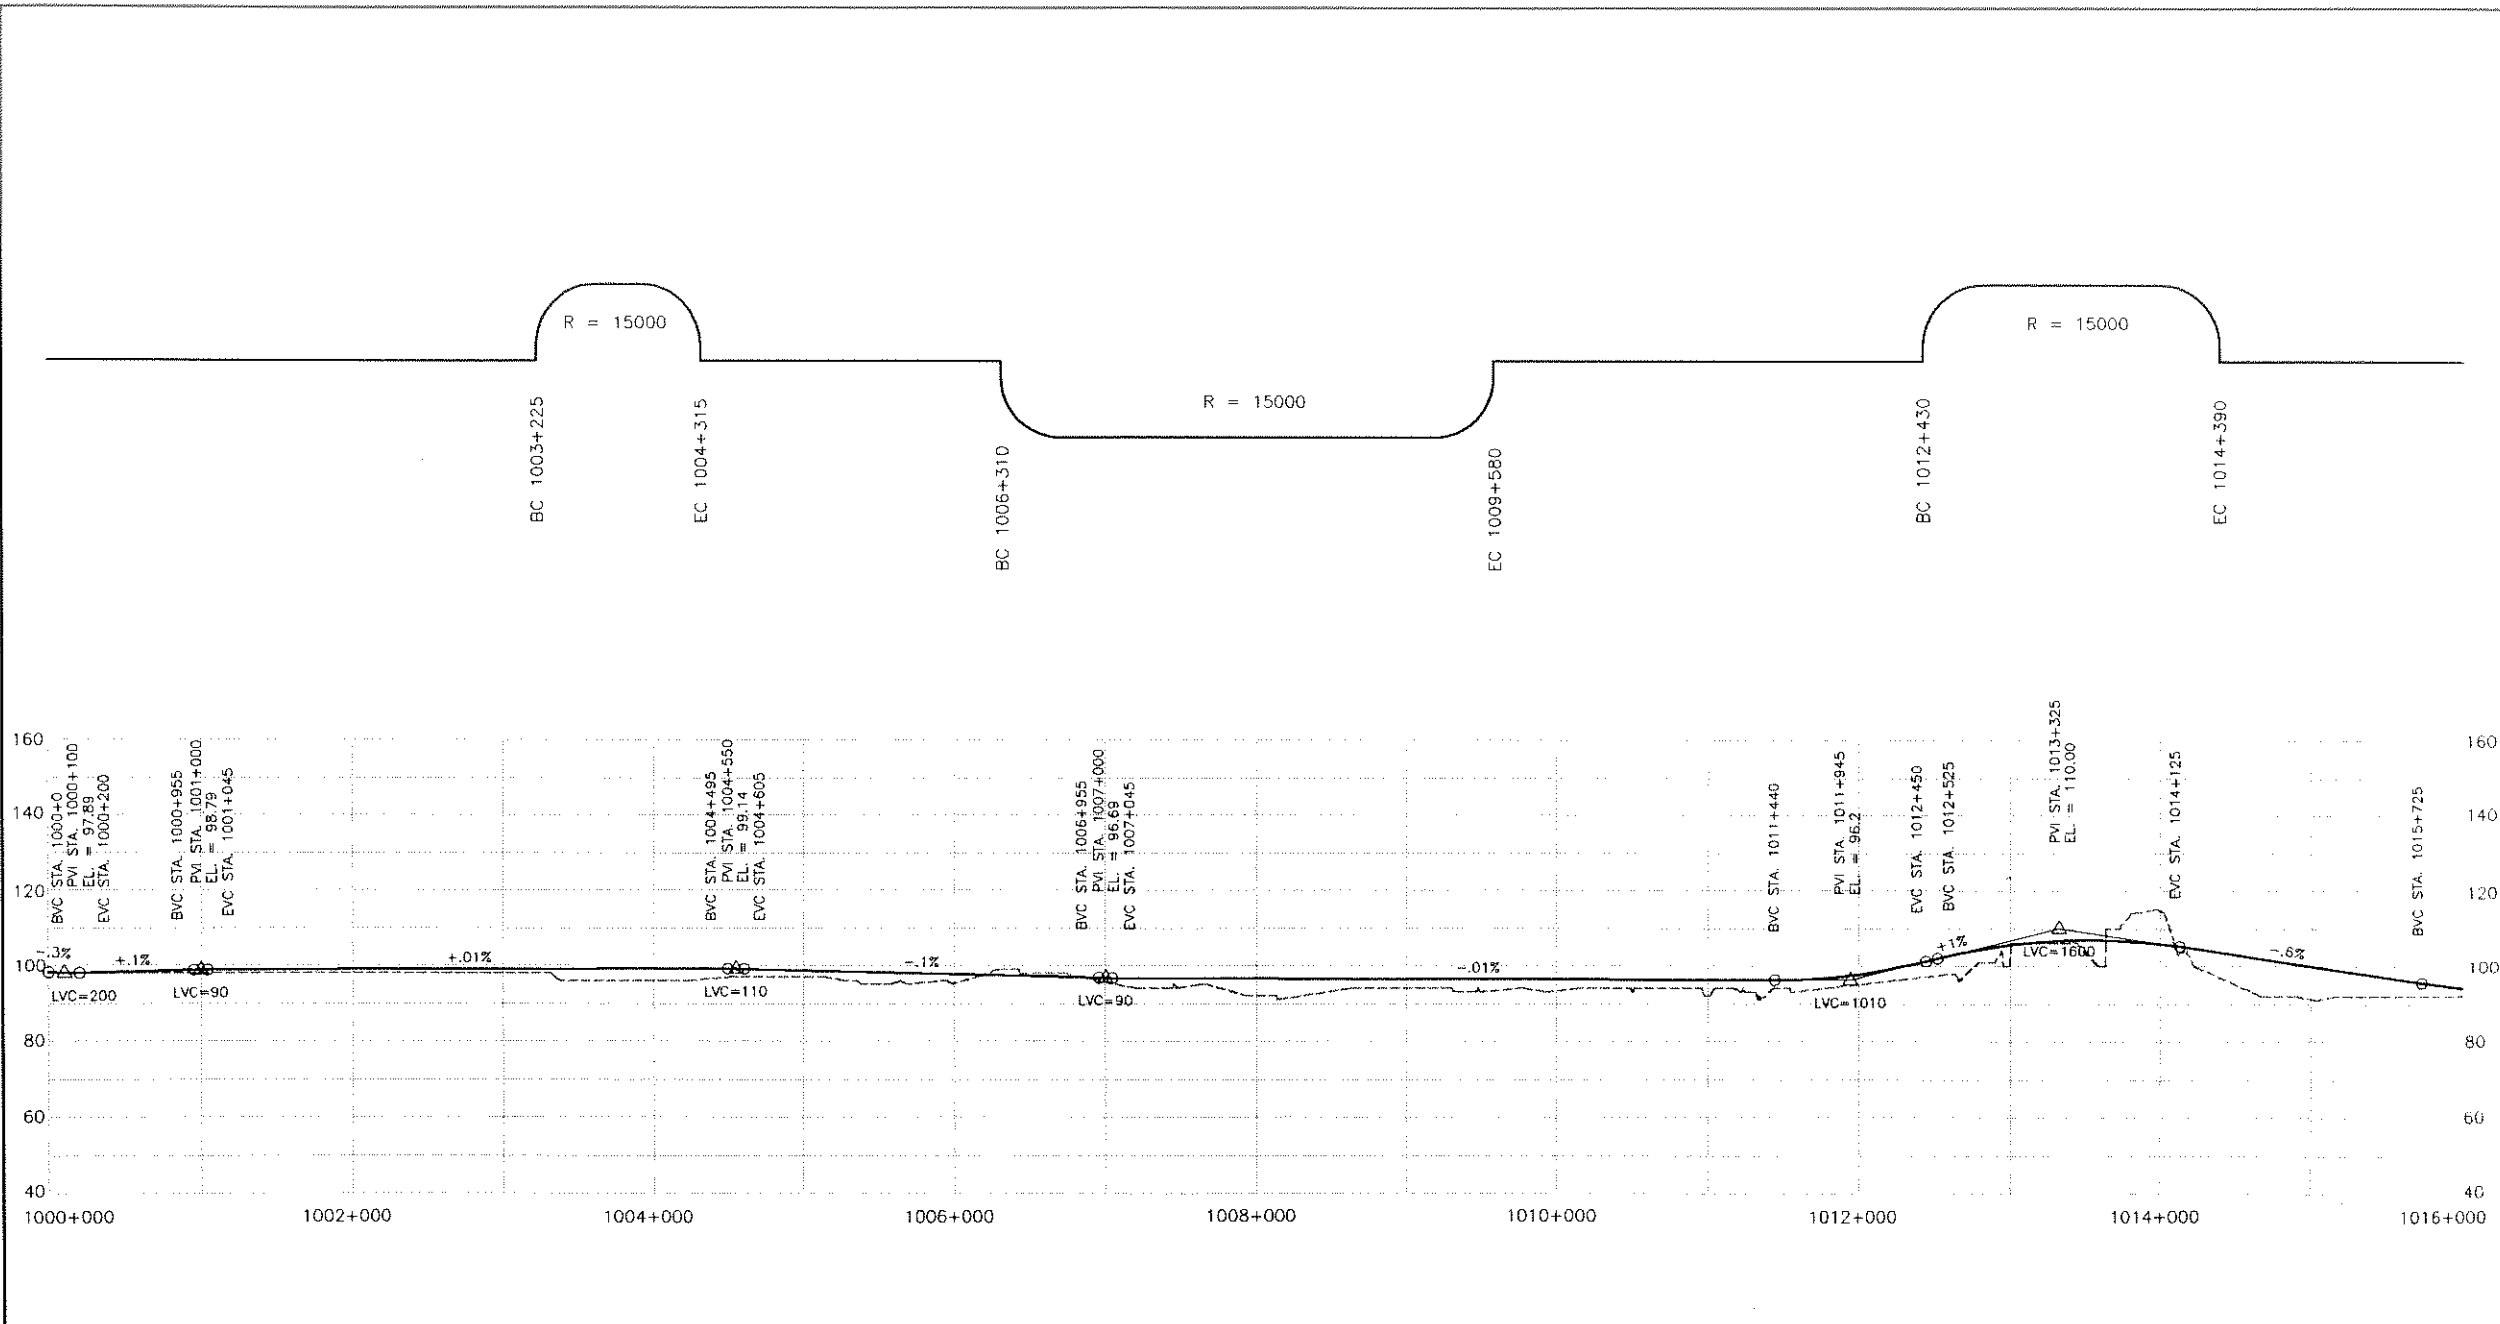 R = 15000
R = 15000
R = 15000
BC 1003+225
EC 1004+315
BC 1006+310
EC 1009+580
BC 1012+430
EC 1014+390
160
140
120
100
80
60
40
160
140
120
100
80
60
40
BVC STA. 1000+0
PVI STA. 1000+100
EL. = 97.89
EVC STA. 1000+200
BVC STA. 1000+955
PVI STA. 1001+000
EL. = 98.79
EVC STA. 1001+045
BVC STA. 1004+495
PVI STA. 1004+550
EL. = 99.14
EVC STA. 1004+605
BVC STA. 1006+955
PVI STA. 1007+000
EL. = 96.69
EVC STA. 1007+045
BVC STA. 1011+440
PVI STA. 1011+945
EL. = 96.2
EVC STA. 1012+450
BVC STA. 1012+525
PVI STA. 1013+325
EL. = 110.00
EVC STA. 1014+125
BVC STA. 1015+725
-.3%
+.1%
+.01%
-.1%
-.01%
+1%
-.6%
LVC=200
LVC=90
LVC=110
LVC=90
LVC=1010
LVC=1600
1000+000
1002+000
1004+000
1006+000
1008+000
1010+000
1012+000
1014+000
1016+000